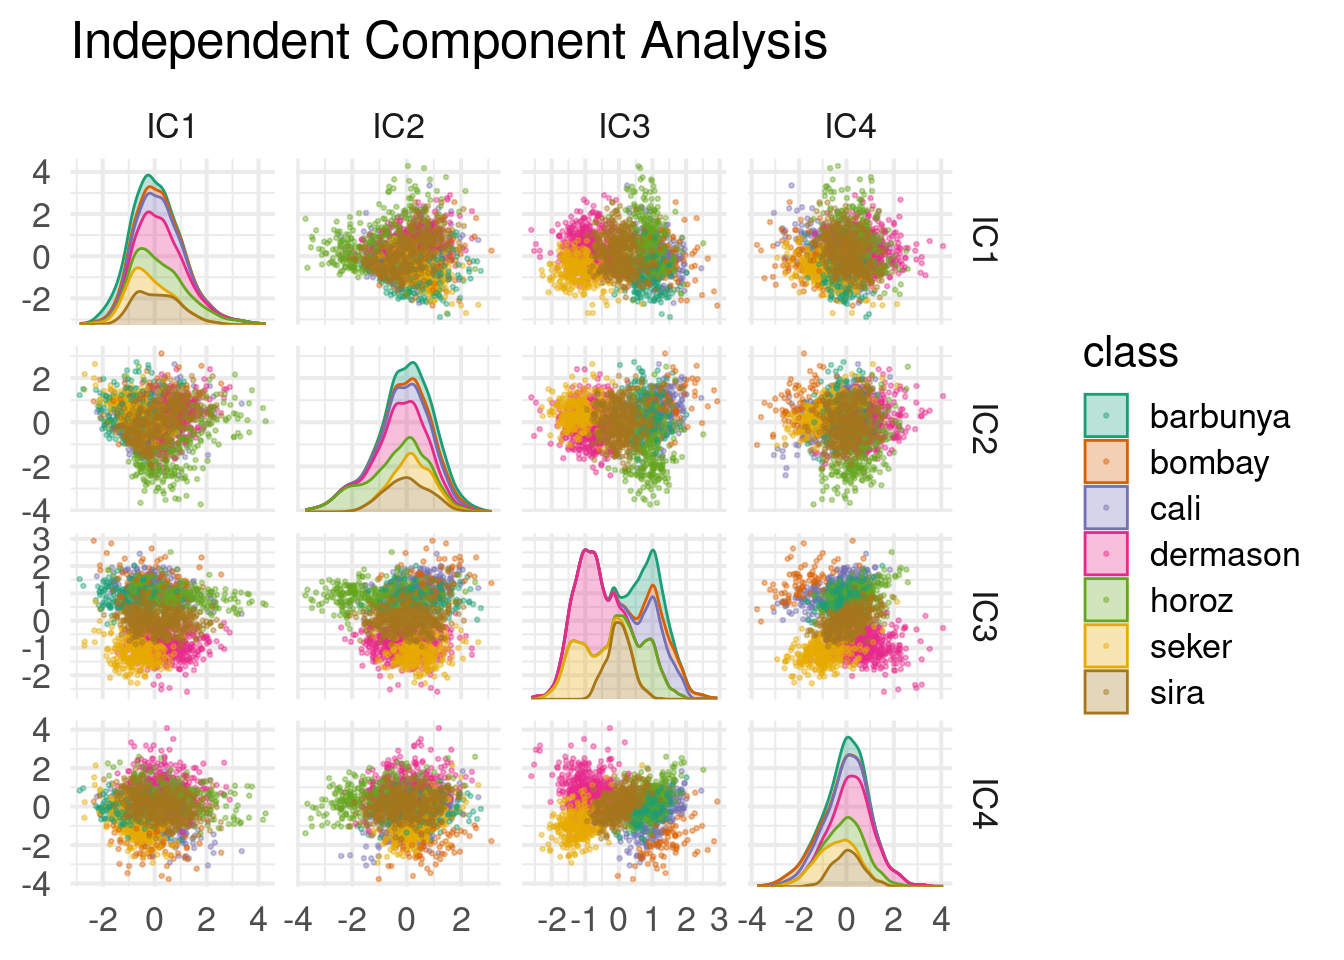 Independent Component Analysis
IC1 IC2 IC3 IC4
4
2
0
-2
IC1
2
0
-2
-4
IC2
3
2
1
0
-1
-2
IC3
4
2
0
-2
-4
IC4
-2 0 2 4 -4 -2 0 2 -2 -1 0 1 2 3 -4 -2 0 2 4
class
barbunya
bombay
cali
dermason
horoz
seker
sira